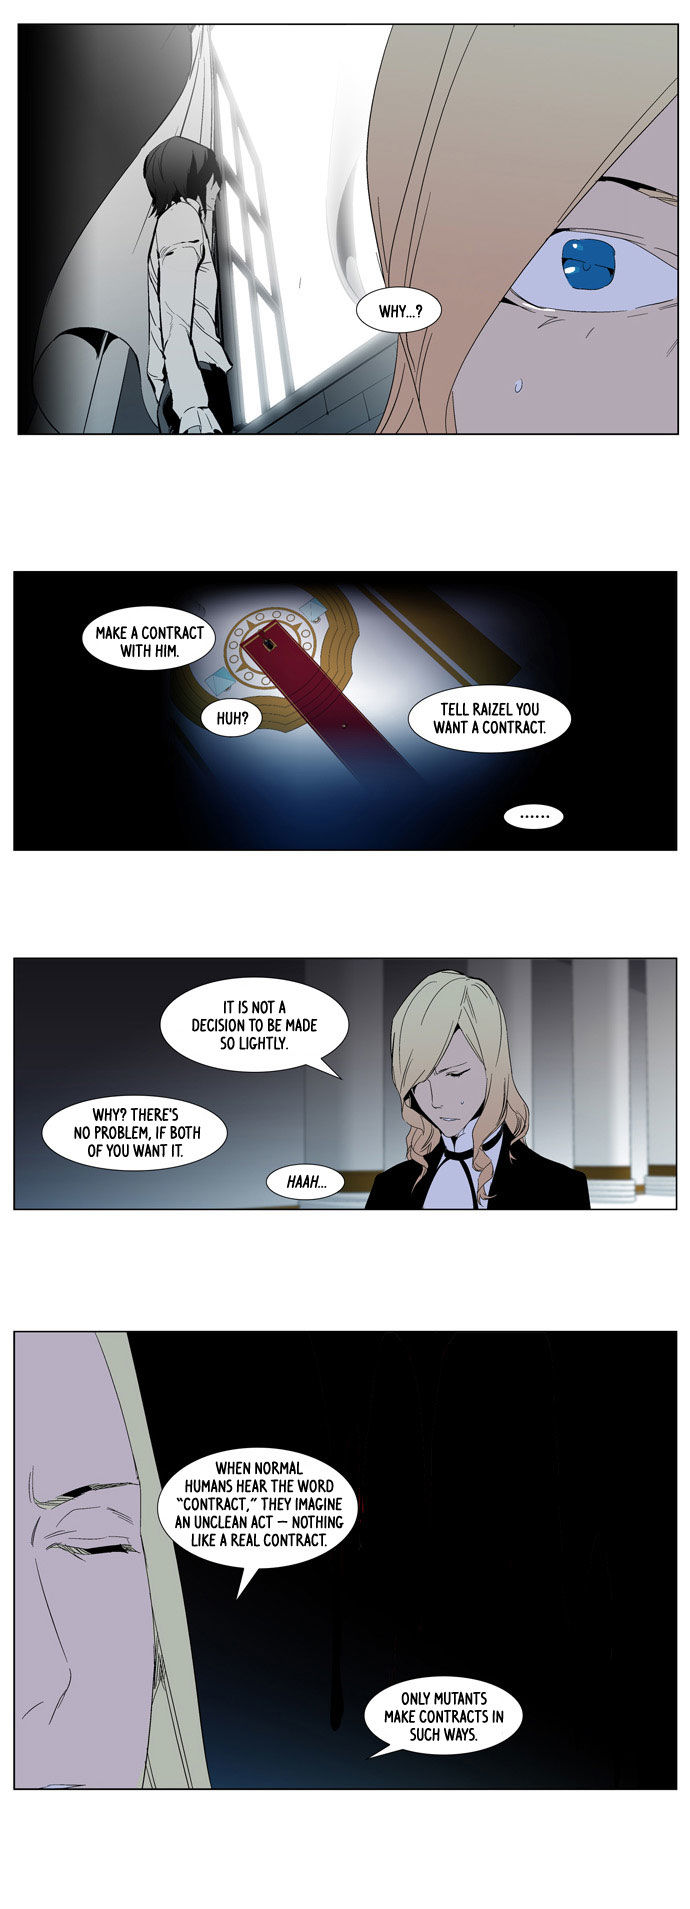 WHY...?
MAKE A CONTRACT
WITH HIM.
HUH?
TELL RAIZEL YOU
WANT A CONTRACT.
......
IT IS NOT A
DECISION TO BE MADE
SO LIGHTLY.
WHY? THERE'S
NO PROBLEM, IF BOTH
OF YOU WANT IT.
HAAH...
WHEN NORMAL
HUMANS HEAR THE WORD
“CONTRACT,” THEY IMAGINE
AN UNCLEAN ACT – NOTHING
LIKE A REAL CONTRACT.
ONLY MUTANTS
MAKE CONTRACTS IN
SUCH WAYS.